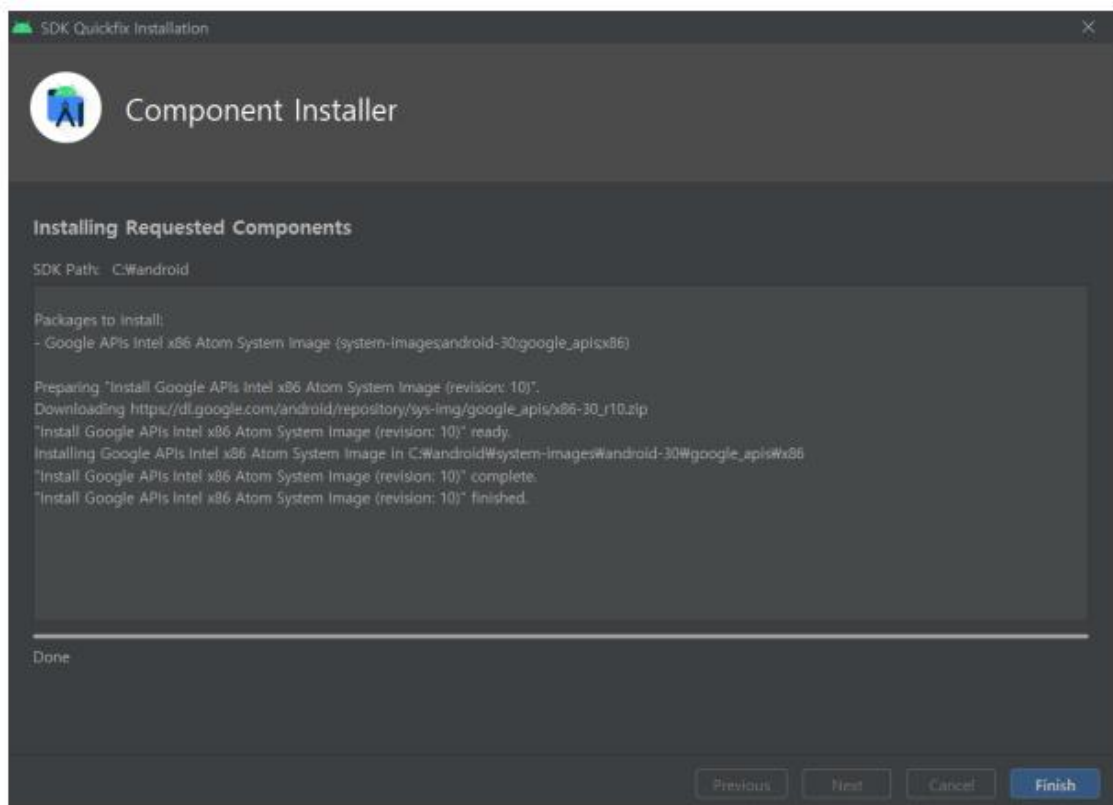 SDK Quickfix Installation
Component Installer
Installing Requested Components
SDK Path: C:₩android
Packages to install:
- Google APIs Intel x86 Atom System Image (system-images;android-30;google_apis;x86)
Preparing "Install Google APIs Intel x86 Atom System Image (revision: 10)".
Downloading https://dl.google.com/android/repository/sys-img/google_apis/x86-30_r10.zip
"Install Google APIs Intel x86 Atom System Image (revision: 10)" ready.
Installing Google APIs Intel x86 Atom System Image in C:₩android₩system-images₩android-30₩google_apis₩x86
"Install Google APIs Intel x86 Atom System Image (revision: 10)" complete.
"Install Google APIs Intel x86 Atom System Image (revision: 10)" finished.
Done
Previous Next Cancel Finish